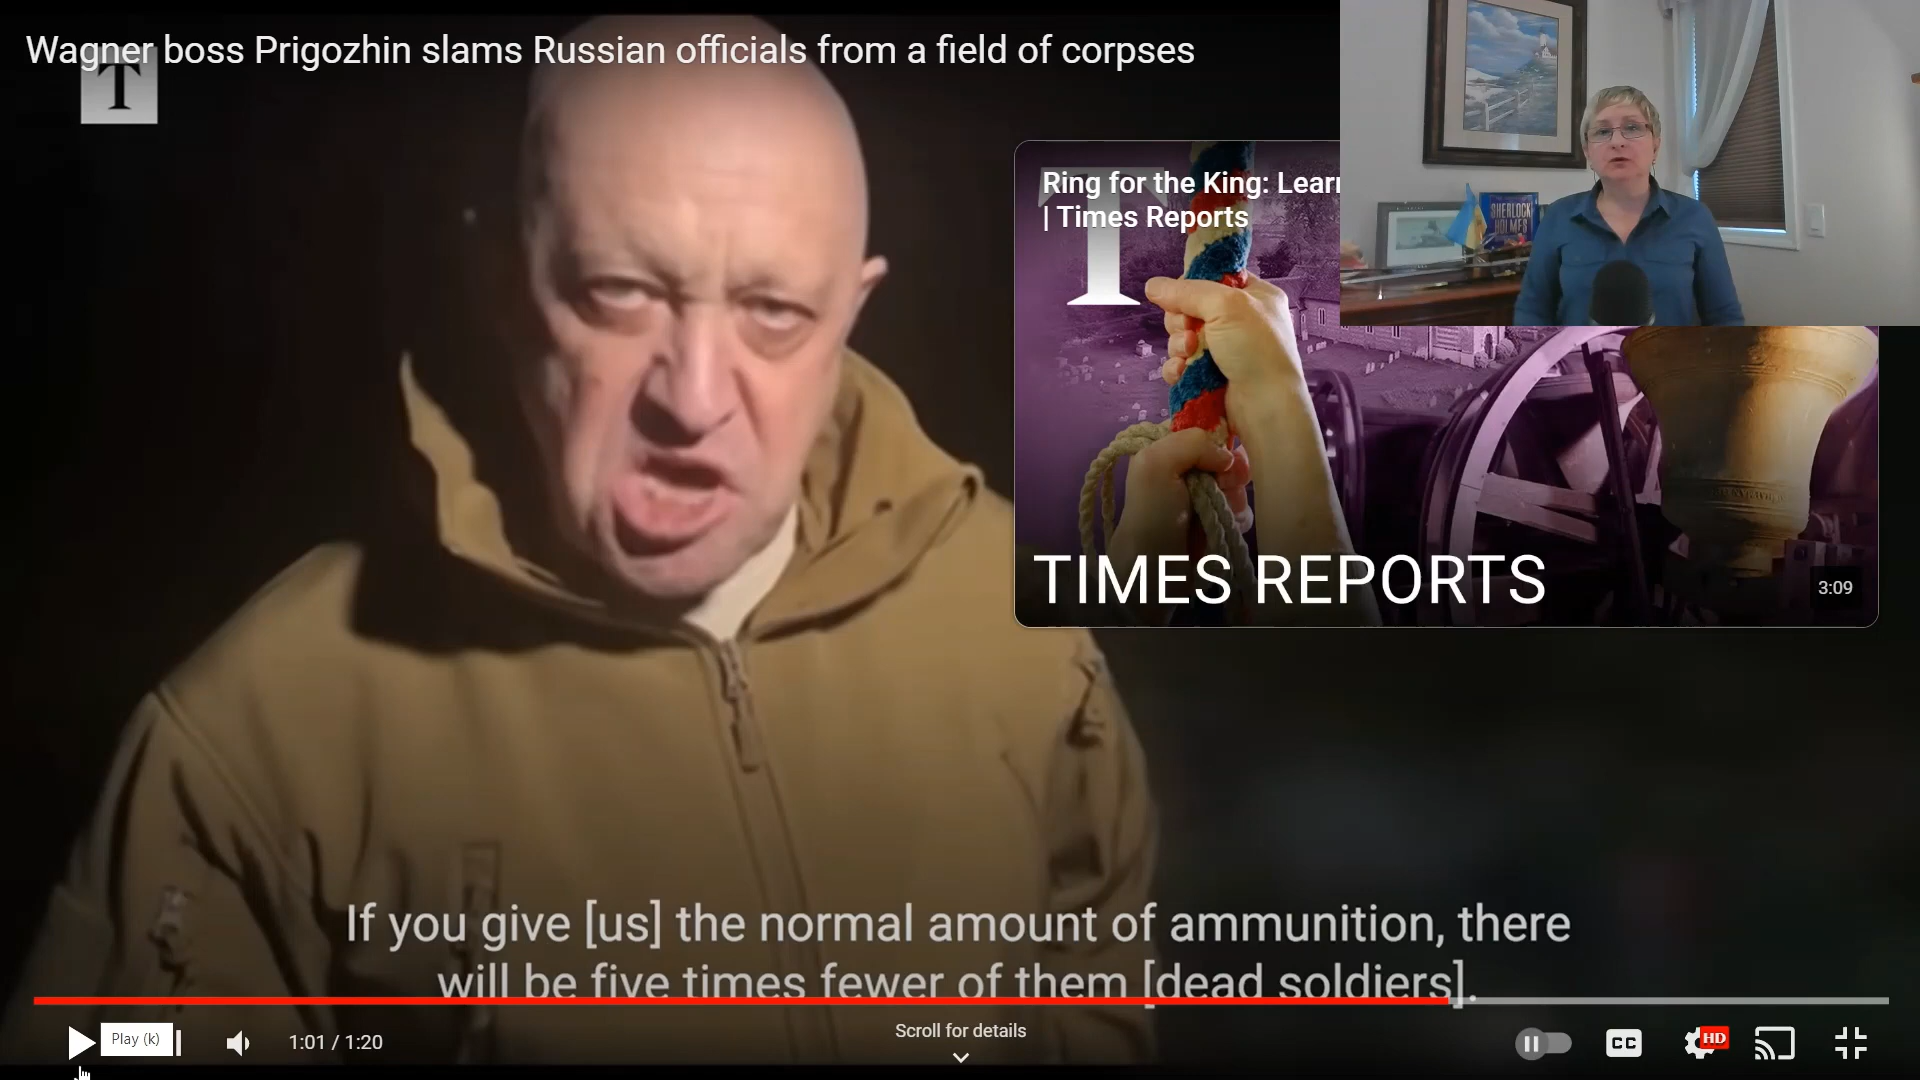 Wagner boss Prigozhin slams Russian officials from a field of corpses
T
Ring for the King: Lear
| Times Reports
T
SHERLOCK
HOLMES
TIMES REPORTS
3:09
If you give [us] the normal amount of ammunition, there
will be five times fewer of them [dead soldiers].
Play (k)
1:01 / 1:20
Scroll for details
CC
HD